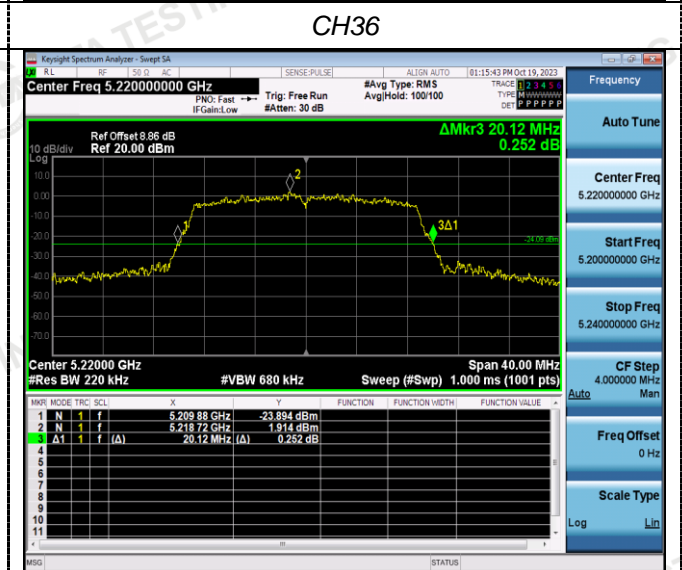 CH36
Keysight Spectrum Analyzer - Swept SA
RL RF 50 Ω AC SENSE:PULSE ALIGN AUTO 01:15:43 PM Oct 19, 2023
Center Freq 5.220000000 GHz
PNO: Fast
IFGain:Low
Trig: Free Run
#Atten: 30 dB
#Avg Type: RMS
Avg|Hold: 100/100
TRACE 1 2 3 4 5 6
TYPE M WWWWW
DET P P P P P P
Frequency
Auto Tune
Center Freq
5.220000000 GHz
Start Freq
5.200000000 GHz
Stop Freq
5.240000000 GHz
CF Step
4.000000 MHz
Auto Man
Freq Offset
0 Hz
Scale Type
Log Lin
Ref Offset 8.86 dB
10 dB/div Ref 20.00 dBm
ΔMkr3 20.12 MHz
0.252 dB
Log
10.0
0.00
-10.0
-20.0
-30.0
-40.0
-50.0
-60.0
-70.0
1
2
3Δ1
-24.09 dBm
Center 5.22000 GHz Span 40.00 MHz
#Res BW 220 kHz #VBW 680 kHz Sweep (#Swp) 1.000 ms (1001 pts)
MKR MODE TRC SCL X Y FUNCTION FUNCTION WIDTH FUNCTION VALUE
1 N 1 f 5.209 88 GHz -23.894 dBm
2 N 1 f 5.218 72 GHz 1.914 dBm
3 Δ1 1 f (Δ) 20.12 MHz (Δ) 0.252 dB
4
5
6
7
8
9
10
11
MSG STATUS